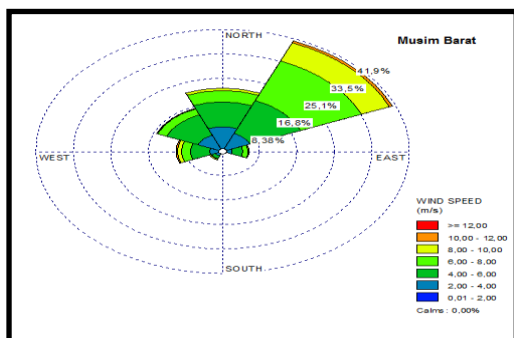 NORTH
Musim Barat
41,9%
33,5%
25,1%
16,8%
8,38%
WEST
EAST
SOUTH
WIND SPEED
(m/s)
>= 12,00
10,00 - 12,00
8,00 - 10,00
6,00 - 8,00
4,00 - 6,00
2,00 - 4,00
0,01 - 2,00
Calms : 0,00%